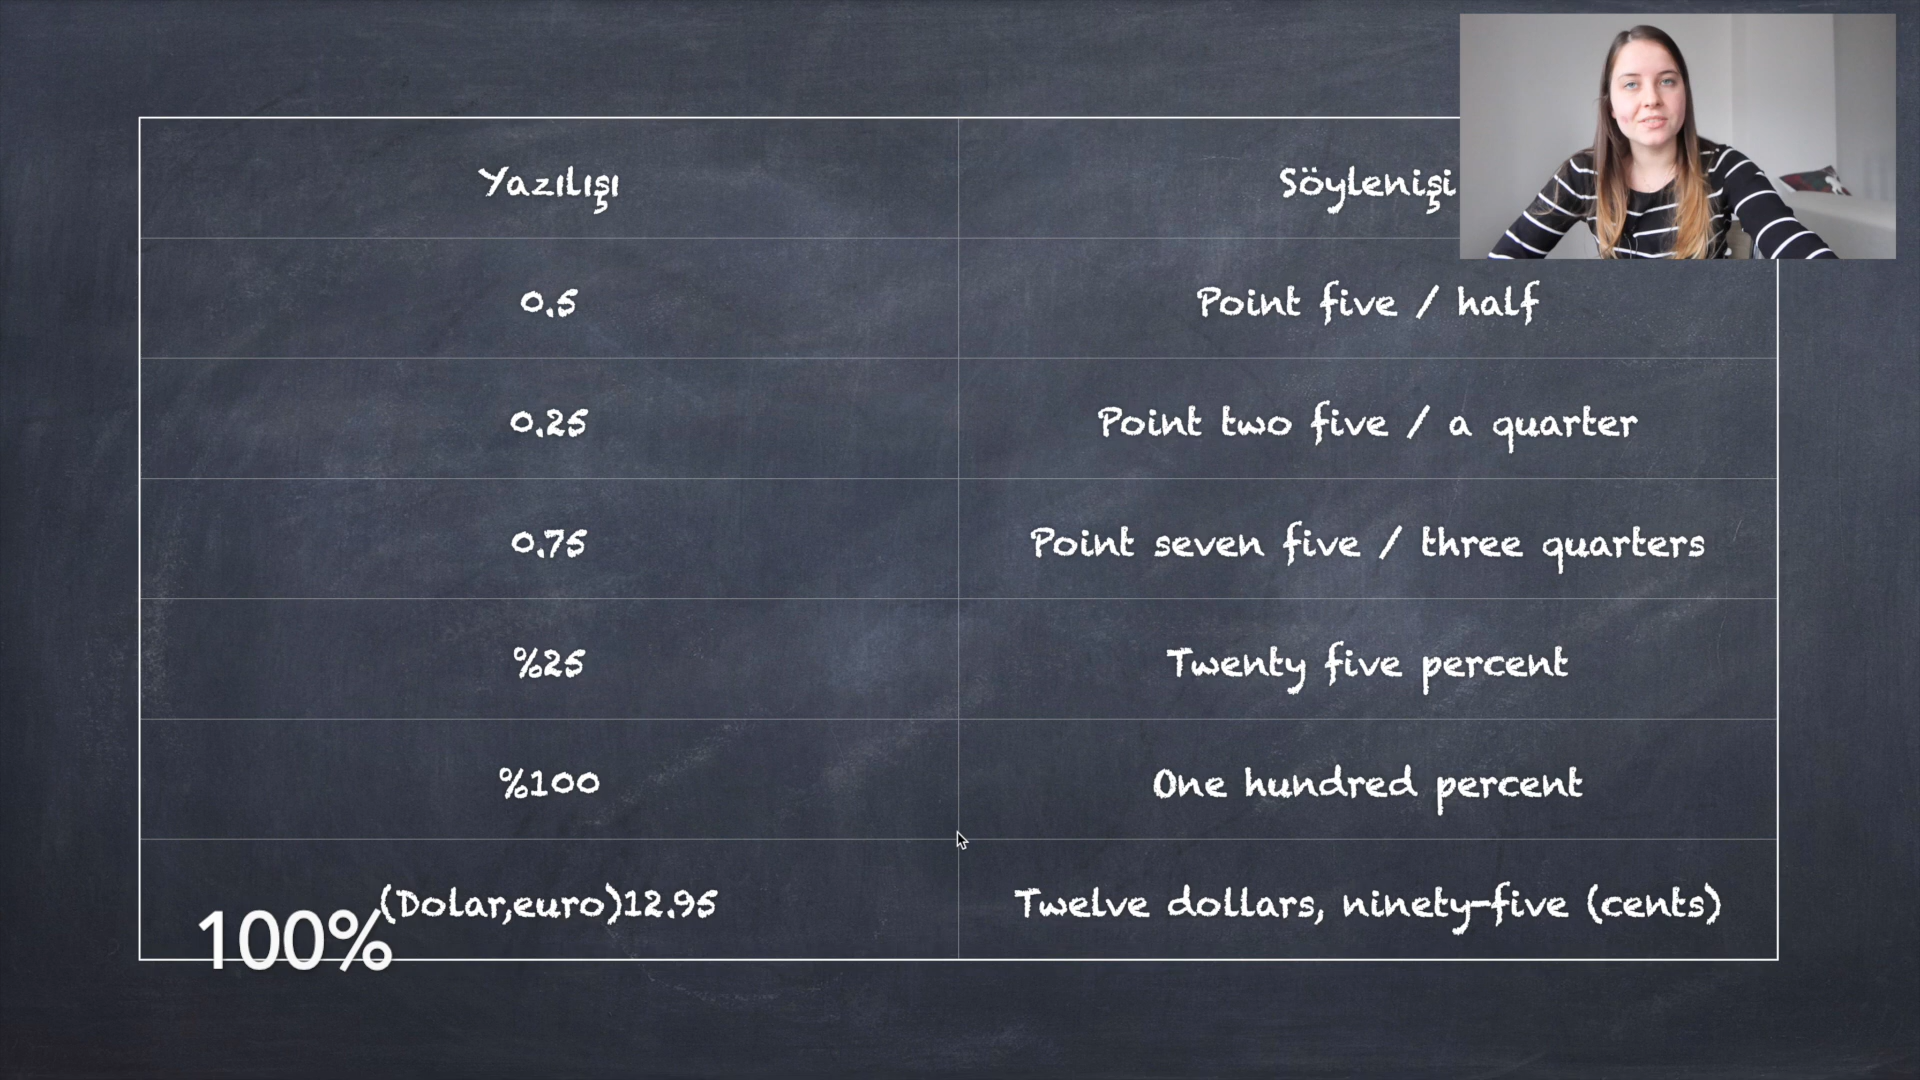 Yazılışı
Söylenişi
0.5
Point five / half
0.25
Point two five / a quarter
0.75
Point seven five / three quarters
%25
Twenty five percent
%100
One hundred percent
(Dolar,euro)12.95
Twelve dollars, ninety-five (cents)
100%